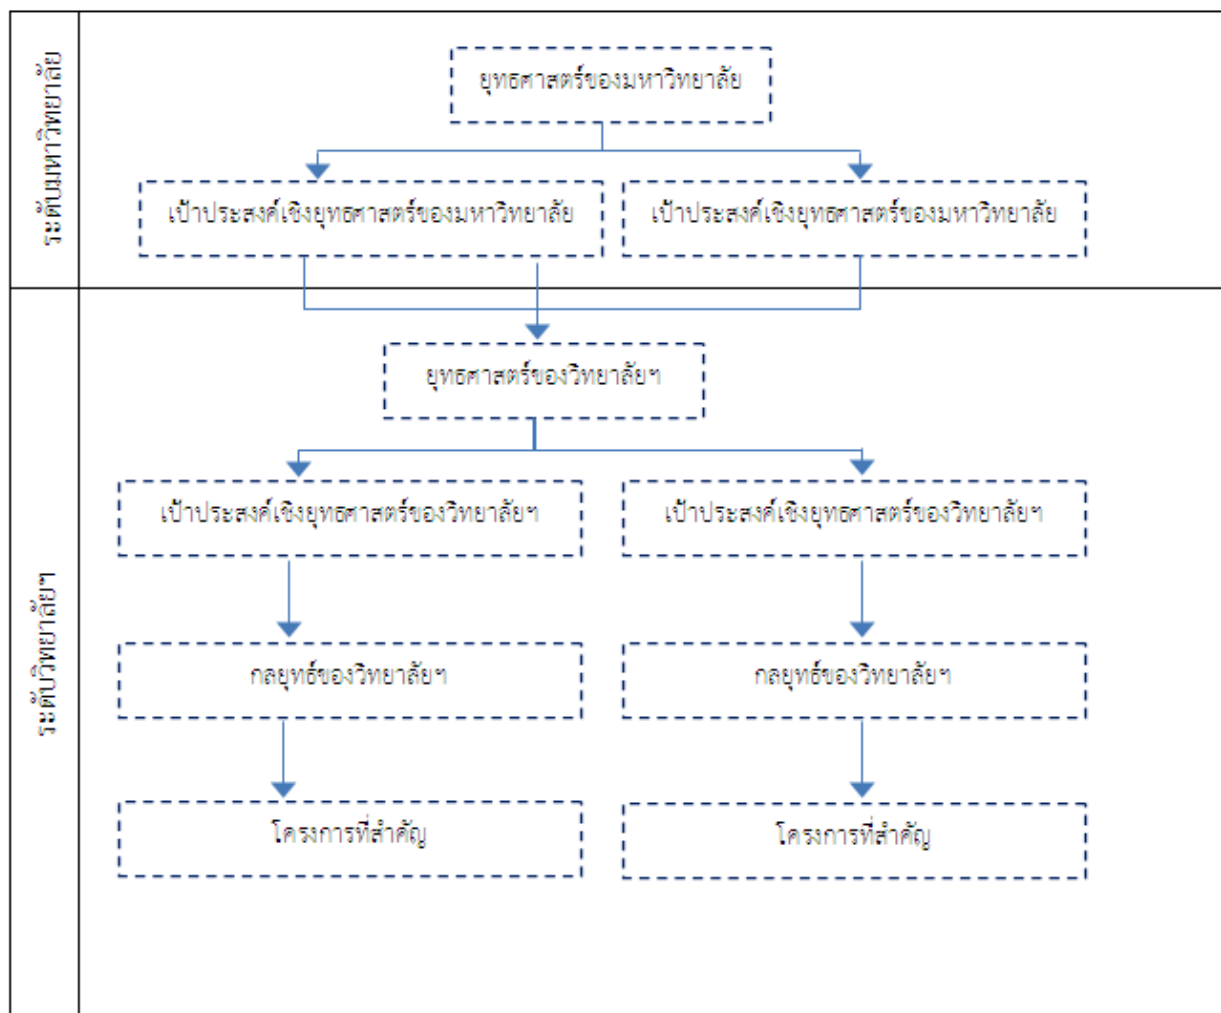 ระดับมหาวิทยาลัย
ยุทธศาสตร์ของมหาวิทยาลัย
เป้าประสงค์เชิงยุทธศาสตร์ของมหาวิทยาลัย
เป้าประสงค์เชิงยุทธศาสตร์ของมหาวิทยาลัย
ระดับวิทยาลัยฯ
ยุทธศาสตร์ของวิทยาลัยฯ
เป้าประสงค์เชิงยุทธศาสตร์ของวิทยาลัยฯ
เป้าประสงค์เชิงยุทธศาสตร์ของวิทยาลัยฯ
กลยุทธ์ของวิทยาลัยฯ
กลยุทธ์ของวิทยาลัยฯ
โครงการที่สำคัญ
โครงการที่สำคัญ